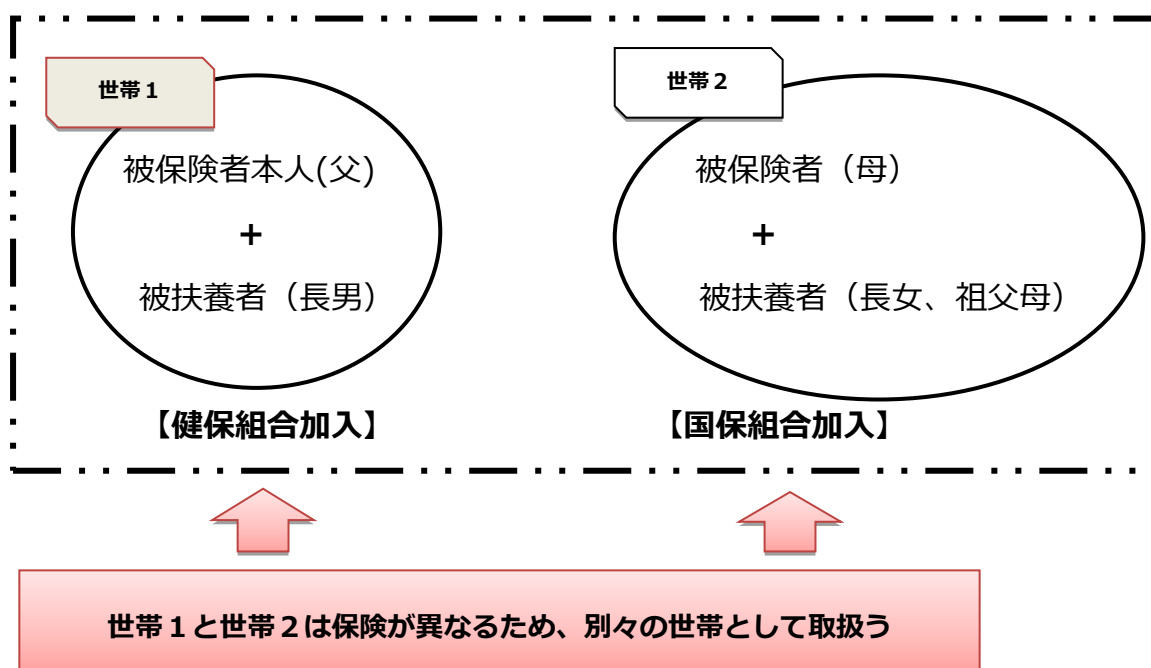 世帯１
被保険者本人(父)
+
被扶養者（長男）
【健保組合加入】
世帯２
被保険者（母）
+
被扶養者（長女、祖父母）
【国保組合加入】
世帯１と世帯２は保険が異なるため、別々の世帯として取扱う